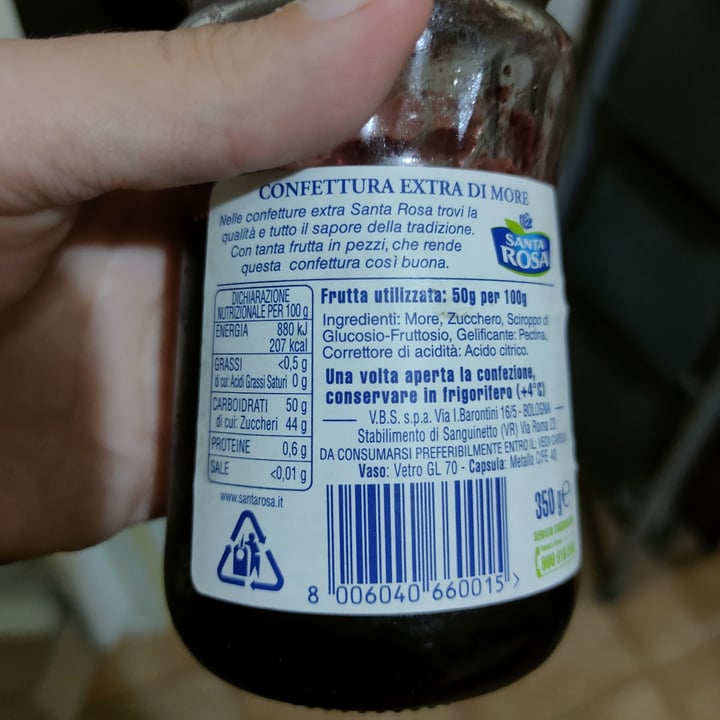 CONFETTURA EXTRA DI MORE
Nelle confetture extra Santa Rosa trovi la
qualità e tutto il sapore della tradizione.
Con tanta frutta in pezzi, che rende
questa confettura così buona.
SANTA
ROSA
DICHIARAZIONE
NUTRIZIONALE PER 100 g
ENERGIA 880 kJ
207 kcal
GRASSI <0,5 g
di cui: Acidi Grassi Saturi 0 g
CARBOIDRATI 50 g
di cui: Zuccheri 44 g
PROTEINE 0,6 g
SALE <0,01 g
www.santarosa.it
Frutta utilizzata: 50g per 100g
Ingredienti: More, Zucchero, Sciroppo di
Glucosio-Fruttosio, Gelificante: Pectina,
Correttore di acidità: Acido citrico.
Una volta aperta la confezione,
conservare in frigorifero (+4°C)
V.B.S. s.p.a. Via I.Barontini 16/5 - BOLOGNA
Stabilimento di Sanguinetto (VR) Via Roma 23
DA CONSUMARSI PREFERIBILMENTE ENTRO IL: VEDI CAPSULA
Vaso: Vetro GL 70 - Capsula: Metallo C/FE 40
350 g e
SERVIZIO CONSUMATORI
8 006040 660015 >